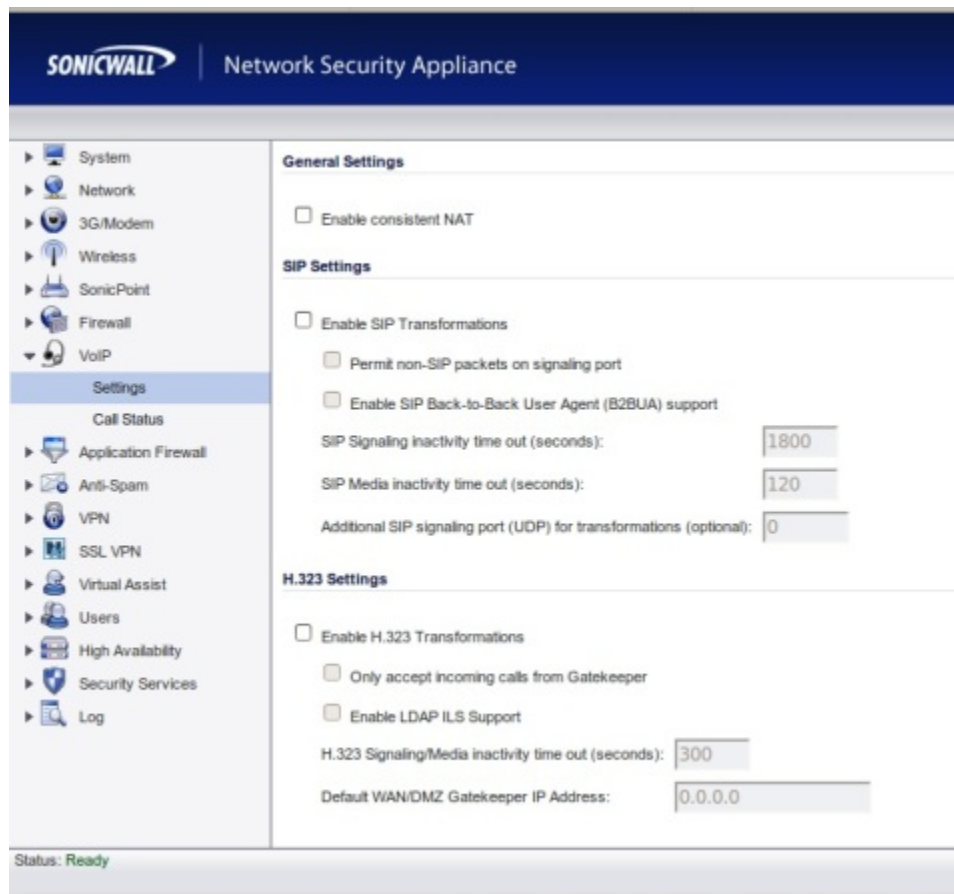 SONICWALL | Network Security Appliance
System
Network
3G/Modem
Wireless
SonicPoint
Firewall
VoIP
Settings
Call Status
Application Firewall
Anti-Spam
VPN
SSL VPN
Virtual Assist
Users
High Availability
Security Services
Log
General Settings
Enable consistent NAT
SIP Settings
Enable SIP Transformations
Permit non-SIP packets on signaling port
Enable SIP Back-to-Back User Agent (B2BUA) support
SIP Signaling inactivity time out (seconds): 1800
SIP Media inactivity time out (seconds): 120
Additional SIP signaling port (UDP) for transformations (optional): 0
H.323 Settings
Enable H.323 Transformations
Only accept incoming calls from Gatekeeper
Enable LDAP ILS Support
H.323 Signaling/Media inactivity time out (seconds): 300
Default WAN/DMZ Gatekeeper IP Address: 0.0.0.0
Status: Ready